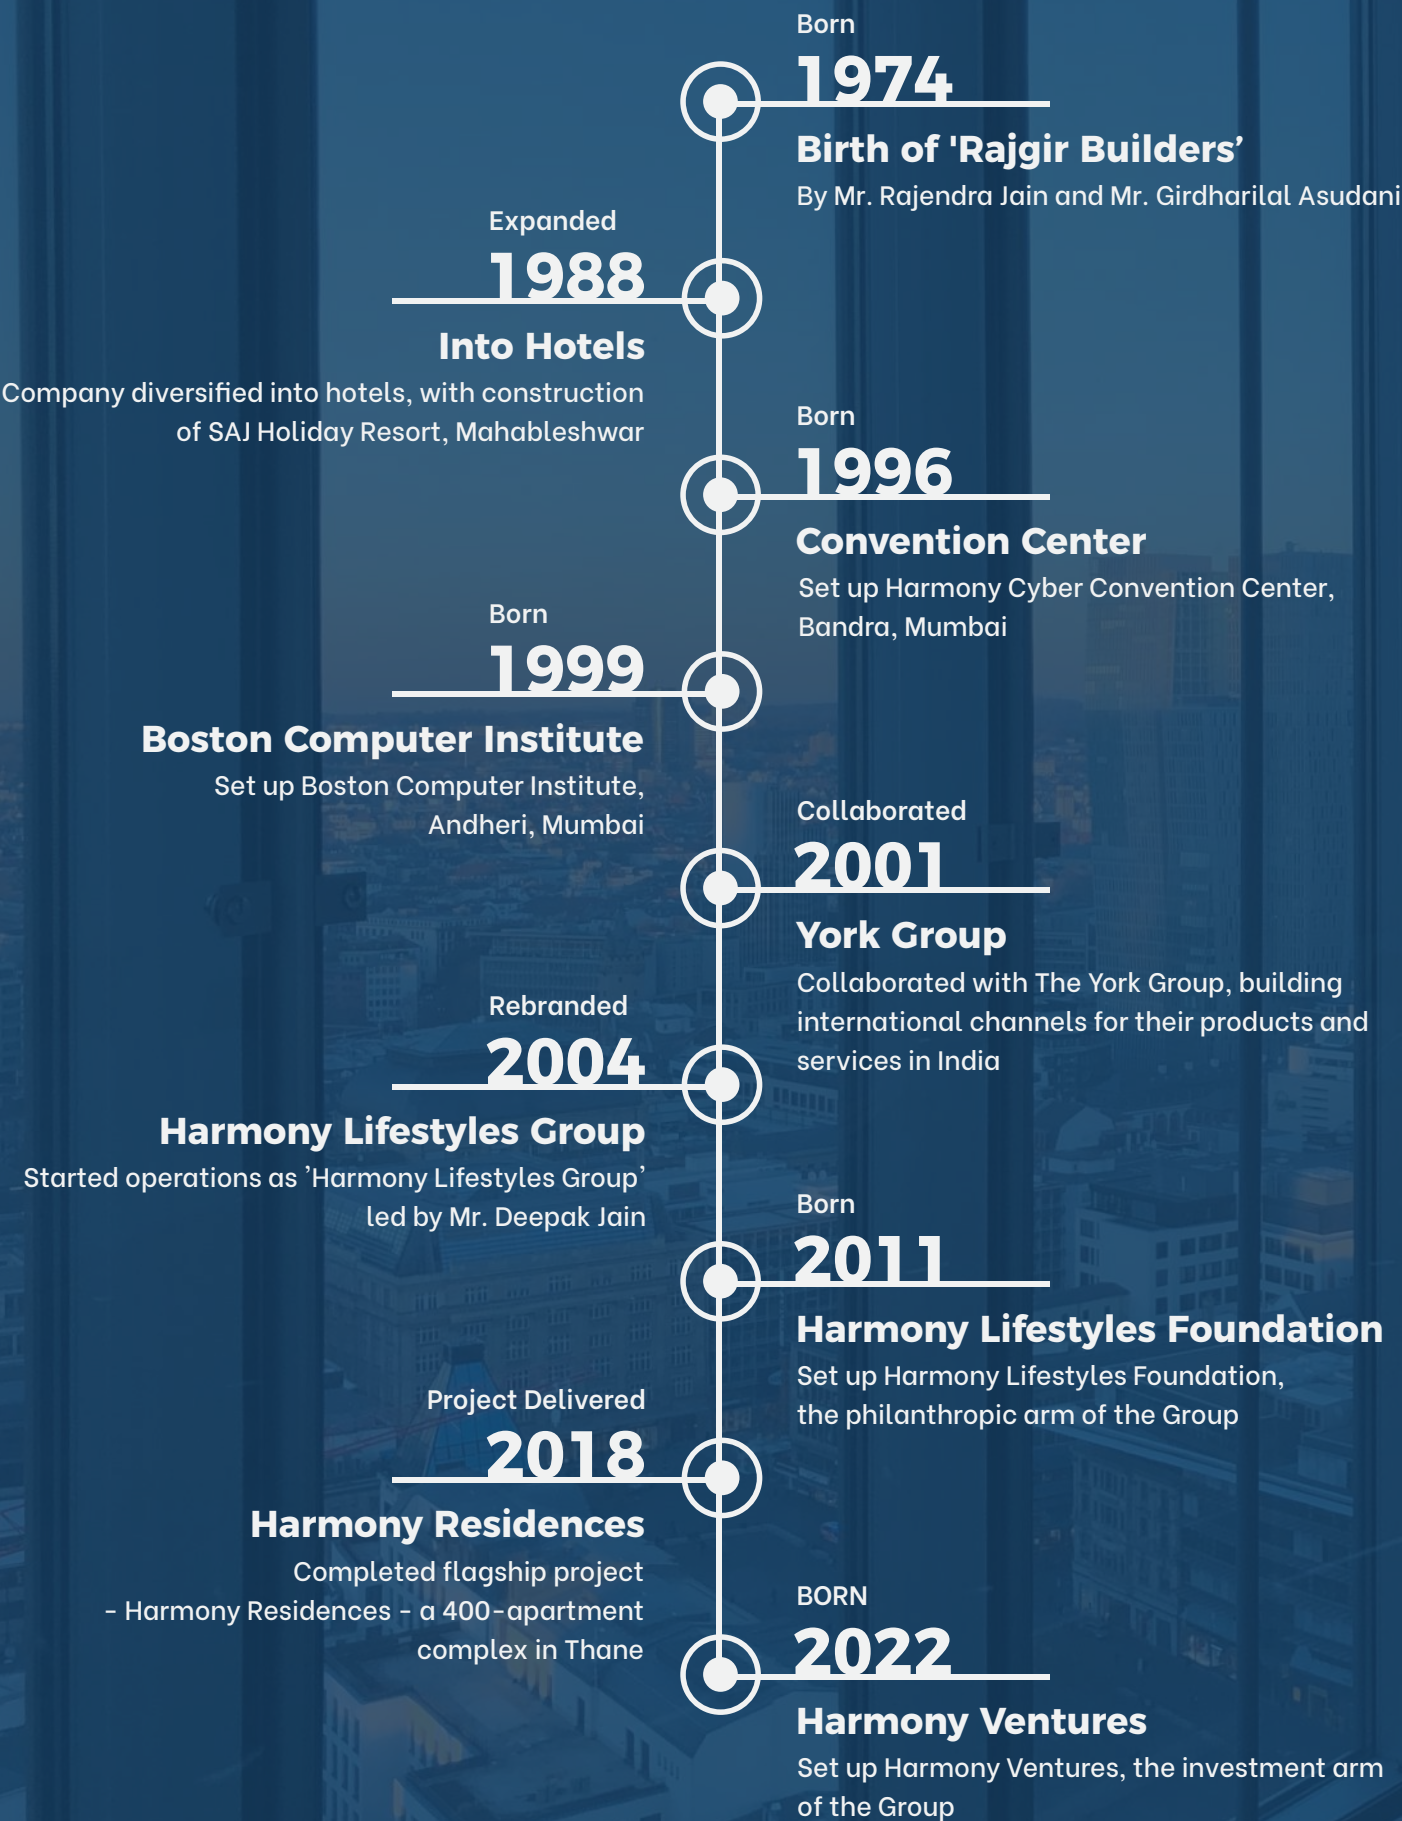 Born
1974
Birth of 'Rajgir Builders’
By Mr. Rajendra Jain and Mr. Girdharilal Asudani
Expanded
1988
Into Hotels
Company diversified into hotels, with construction
of SAJ Holiday Resort, Mahableshwar
Born
1996
Convention Center
Set up Harmony Cyber Convention Center,
Bandra, Mumbai
Born
1999
Boston Computer Institute
Set up Boston Computer Institute,
Andheri, Mumbai
Collaborated
2001
York Group
Collaborated with The York Group, building
international channels for their products and
services in India
Rebranded
2004
Harmony Lifestyles Group
Started operations as ’Harmony Lifestyles Group’
led by Mr. Deepak Jain
Born
2011
Harmony Lifestyles Foundation
Set up Harmony Lifestyles Foundation,
the philanthropic arm of the Group
Project Delivered
2018
Harmony Residences
Completed flagship project
- Harmony Residences - a 400-apartment
complex in Thane
BORN
2022
Harmony Ventures
Set up Harmony Ventures, the investment arm
of the Group